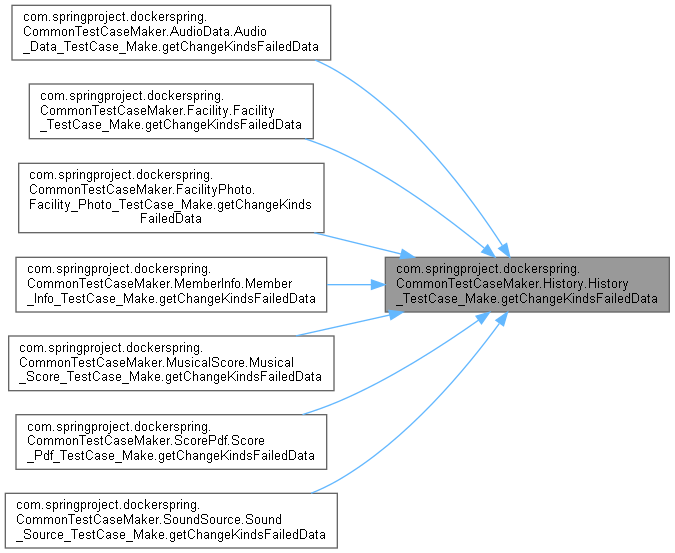 com.springproject.dockerspring.
CommonTestCaseMaker.AudioData.Audio
_Data_TestCase_Make.getChangeKindsFailedData
com.springproject.dockerspring.
CommonTestCaseMaker.Facility.Facility
_TestCase_Make.getChangeKindsFailedData
com.springproject.dockerspring.
CommonTestCaseMaker.FacilityPhoto.
Facility_Photo_TestCase_Make.getChangeKinds
FailedData
com.springproject.dockerspring.
CommonTestCaseMaker.MemberInfo.Member
_Info_TestCase_Make.getChangeKindsFailedData
com.springproject.dockerspring.
CommonTestCaseMaker.MusicalScore.Musical
_Score_TestCase_Make.getChangeKindsFailedData
com.springproject.dockerspring.
CommonTestCaseMaker.ScorePdf.Score
_Pdf_TestCase_Make.getChangeKindsFailedData
com.springproject.dockerspring.
CommonTestCaseMaker.SoundSource.Sound
_Source_TestCase_Make.getChangeKindsFailedData
com.springproject.dockerspring.
CommonTestCaseMaker.History.History
_TestCase_Make.getChangeKindsFailedData